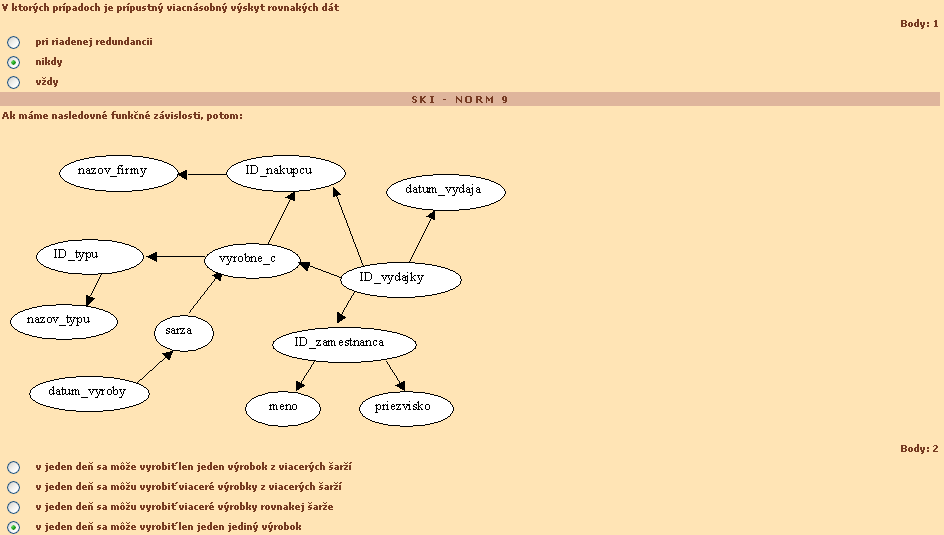 V ktorých prípadoch je prípustný viacnásobný výskyt rovnakých dát
Body: 1
pri riadenej redundancii
nikdy
vždy
SKI - NORM 9
Ak máme nasledovné funkčné závislosti, potom:
nazov_firmy
ID_nakupcu
datum_vydaja
ID_typu
vyrobne_c
ID_vydajky
nazov_typu
sarza
ID_zamestnanca
datum_vyroby
meno
priezvisko
Body: 2
v jeden deň sa môže vyrobiť len jeden výrobok z viacerých šarží
v jeden deň sa môžu vyrobiť viaceré výrobky z viacerých šarží
v jeden deň sa môžu vyrobiť viaceré výrobky rovnakej šarže
v jeden deň sa môže vyrobiť len jeden jediný výrobok